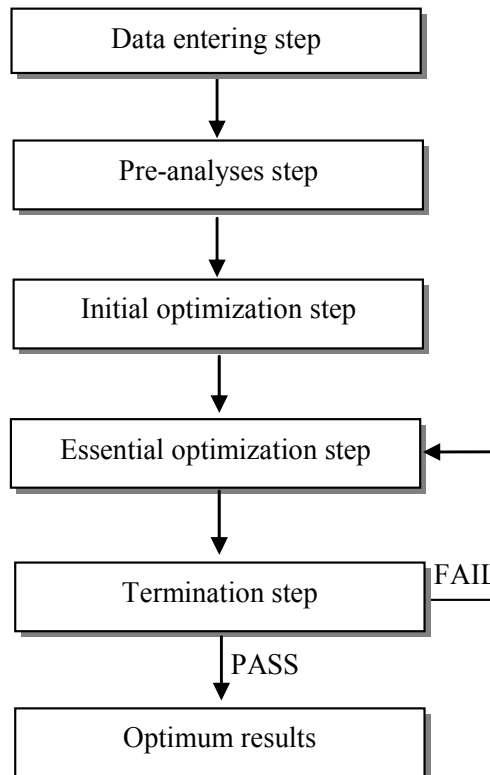 Data entering step
Pre-analyses step
Initial optimization step
Essential optimization step
Termination step
FAIL
PASS
Optimum results